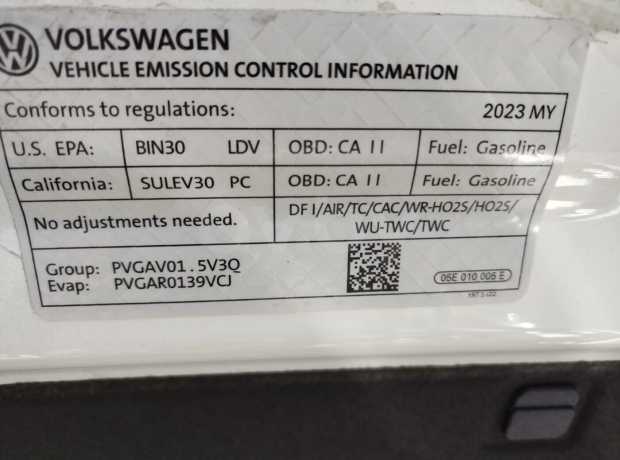 VOLKSWAGEN
VEHICLE EMISSION CONTROL INFORMATION
Conforms to regulations: 2023 MY
U.S. EPA: BIN30 LDV OBD: CA II Fuel: Gasoline
California: SULEV30 PC OBD: CA II Fuel: Gasoline
No adjustments needed. DFI/AIR/TC/CAC/WR-HO2S/HO2S/
WU-TWC/TWC
Group: PVGAV01.5V3Q
Evap: PVGAR0139VCJ
05E 010 006 E